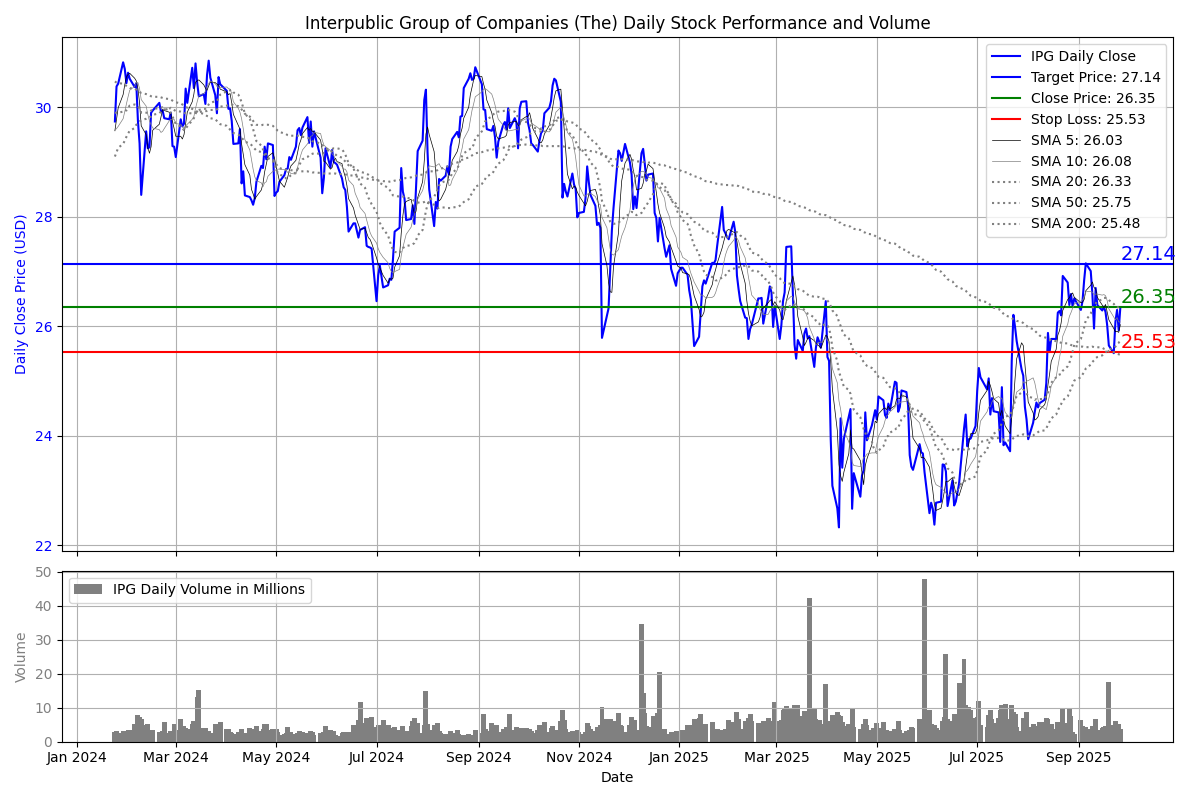 Interpublic Group of Companies (The) Daily Stock Performance and Volume
Daily Close Price (USD)
30
28
26
24
22
IPG Daily Close
Target Price: 27.14
Close Price: 26.35
Stop Loss: 25.53
SMA 5: 26.03
SMA 10: 26.08
SMA 20: 26.33
SMA 50: 25.75
SMA 200: 25.48
27.14
26.35
25.53
Volume
50
40
30
20
10
0
IPG Daily Volume in Millions
Jan 2024
Mar 2024
May 2024
Jul 2024
Sep 2024
Nov 2024
Jan 2025
Mar 2025
May 2025
Jul 2025
Sep 2025
Date